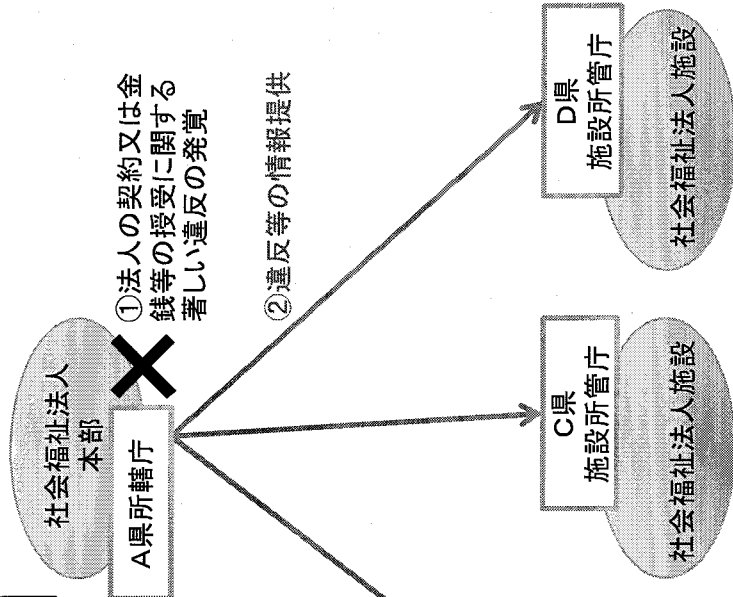 社会福祉法人
本部
A県所轄庁
①法人の契約又は金
銭等の授受に関する
著しい違反の発覚
②違反等の情報提供
C県
施設所管庁
社会福祉法人施設
D県
施設所管庁
社会福祉法人施設